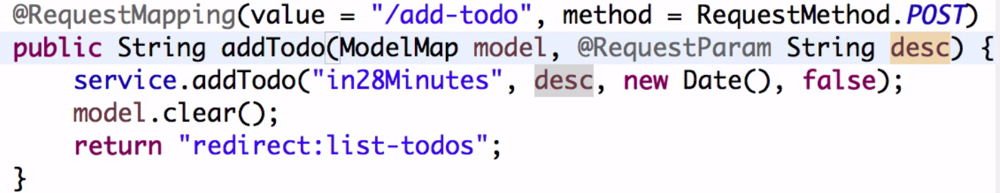 @RequestMapping(value = "/add-todo", method = RequestMethod.POST)
public String addTodo(ModelMap model, @RequestParam String desc) {
    service.addTodo("in28Minutes", desc, new Date(), false);
    model.clear();
    return "redirect:list-todos";
}